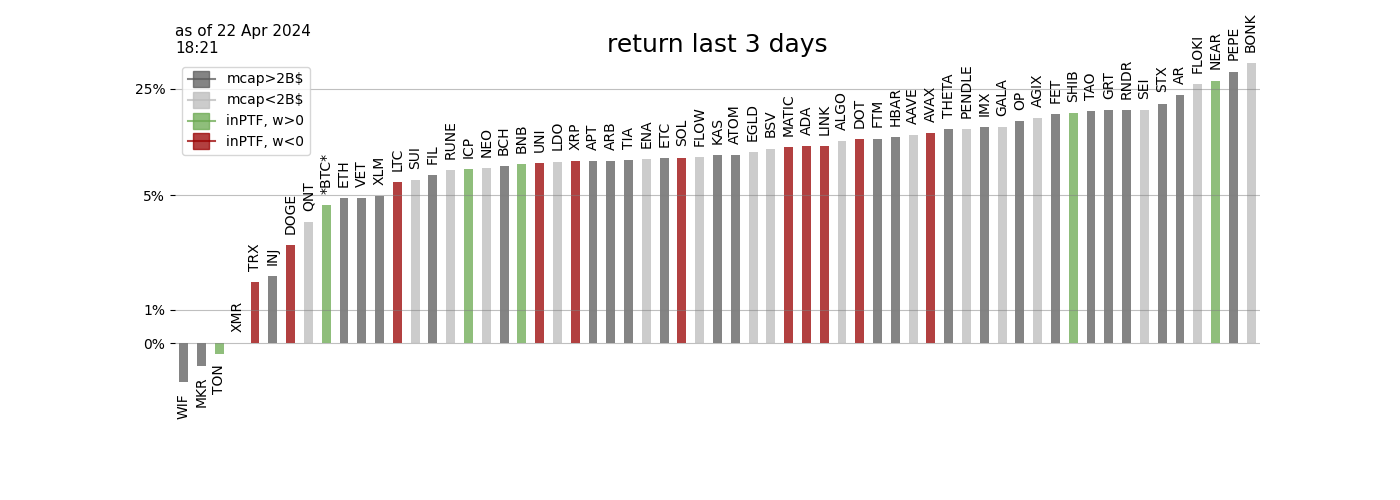 as of 22 Apr 2024
18:21
return last 3 days
mcap>2B$
mcap<2B$
inPTF, w>0
inPTF, w<0
25%
5%
1%
0%
WIF
MKR
TON
XMR
TRX
INJ
DOGE
QNT
*BTC*
ETH
VET
XLM
LTC
SUI
FIL
RUNE
ICP
NEO
BCH
BNB
UNI
LDO
XRP
APT
ARB
TIA
ENA
ETC
SOL
FLOW
KAS
ATOM
EGLD
BSV
MATIC
ADA
LINK
ALGO
DOT
FTM
HBAR
AAVE
AVAX
THETA
PENDLE
IMX
GALA
OP
AGIX
FET
SHIB
TAO
GRT
RNDR
SEI
STX
AR
FLOKI
NEAR
PEPE
BONK